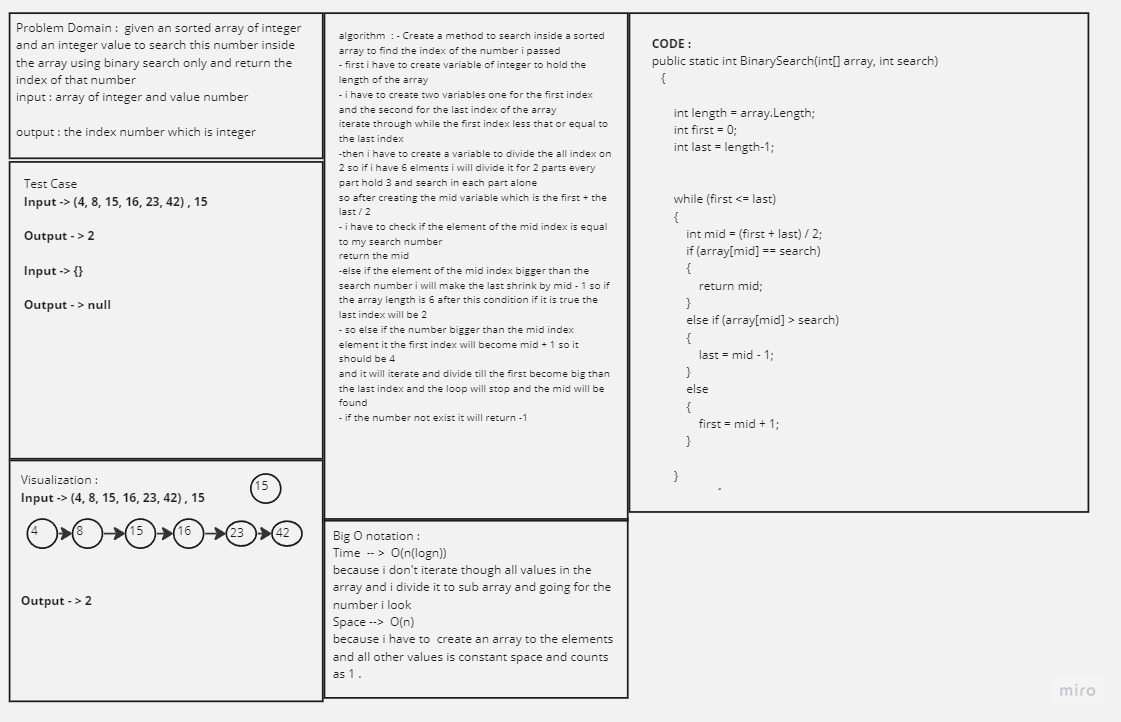 Problem Domain : given an sorted array of integer
and an integer value to search this number inside
the array using binary search only and return the
index of that number
input : array of integer and value number
output : the index number which is integer
Test Case
Input -> (4, 8, 15, 16, 23, 42) , 15
Output - > 2
Input -> {}
Output - > null
Visualization :
Input -> (4, 8, 15, 16, 23, 42) , 15
15
4 8 15 16 23 42
Output - > 2
algorithm : - Create a method to search inside a sorted
array to find the index of the number i passed
- first i have to create variable of integer to hold the
length of the array
- i have to create two variables one for the first index
and the second for the last index of the array
iterate through while the first index less that or equal to
the last index
-then i have to create a variable to divide the all index on
2 so if i have 6 elments i will divide it for 2 parts every
part hold 3 and search in each part alone
so after creating the mid variable which is the first + the
last / 2
- i have to check if the element of the mid index is equal
to my search number
return the mid
-else if the element of the mid index bigger than the
search number i will make the last shrink by mid - 1 so if
the array length is 6 after this condition if it is true the
last index will be 2
- so else if the number bigger than the mid index
element it the first index will become mid + 1 so it
should be 4
and it will iterate and divide till the first become big than
the last index and the loop will stop and the mid will be
found
- if the number not exist it will return -1
Big O notation :
Time -- > O(n(logn))
because i don't iterate though all values in the
array and i divide it to sub array and going for the
number i look
Space --> O(n)
because i have to create an array to the elements
and all other values is constant space and counts
as 1 .
CODE :
public static int BinarySearch(int[] array, int search)
{
int length = array.Length;
int first = 0;
int last = length-1;
while (first <= last)
{
int mid = (first + last) / 2;
if (array[mid] == search)
{
return mid;
}
else if (array[mid] > search)
{
last = mid - 1;
}
else
{
first = mid + 1;
}
}
miro